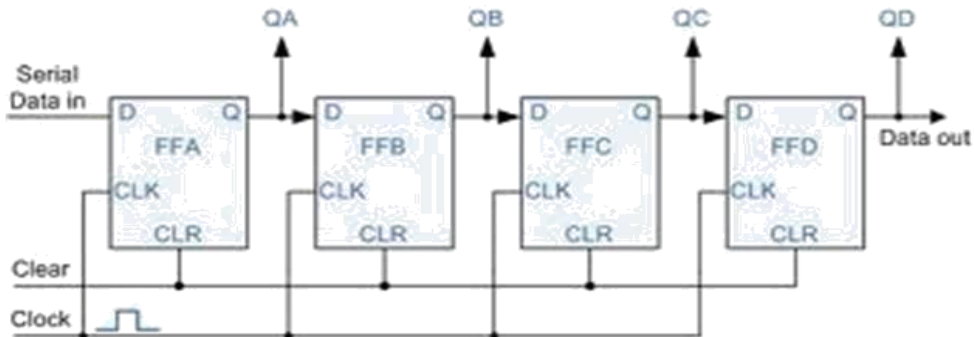 QA QB QC QD
Serial
Data in
D Q D Q D Q D Q
Data out
FFA FFB FFC FFD
CLK CLK CLK CLK
CLR CLR CLR CLR
Clear
Clock